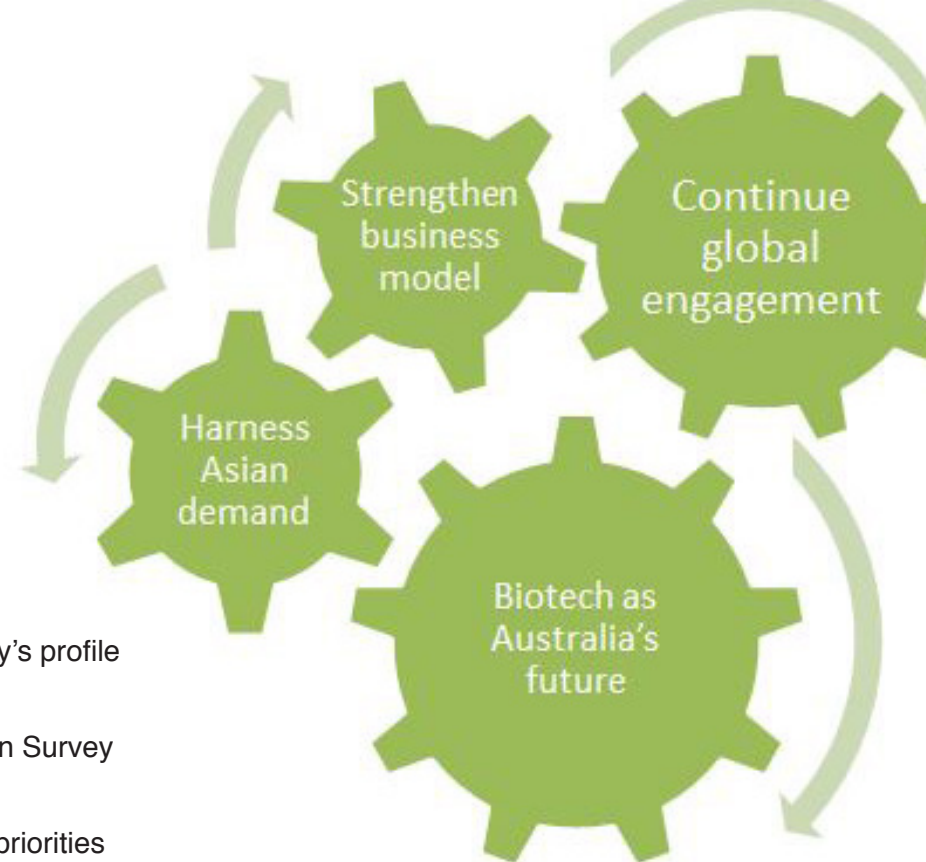 Strengthen
business
model
Continue
global
engagement
Harness
Asian
demand
Biotech as
Australia's
future
y's profile
n Survey
priorities